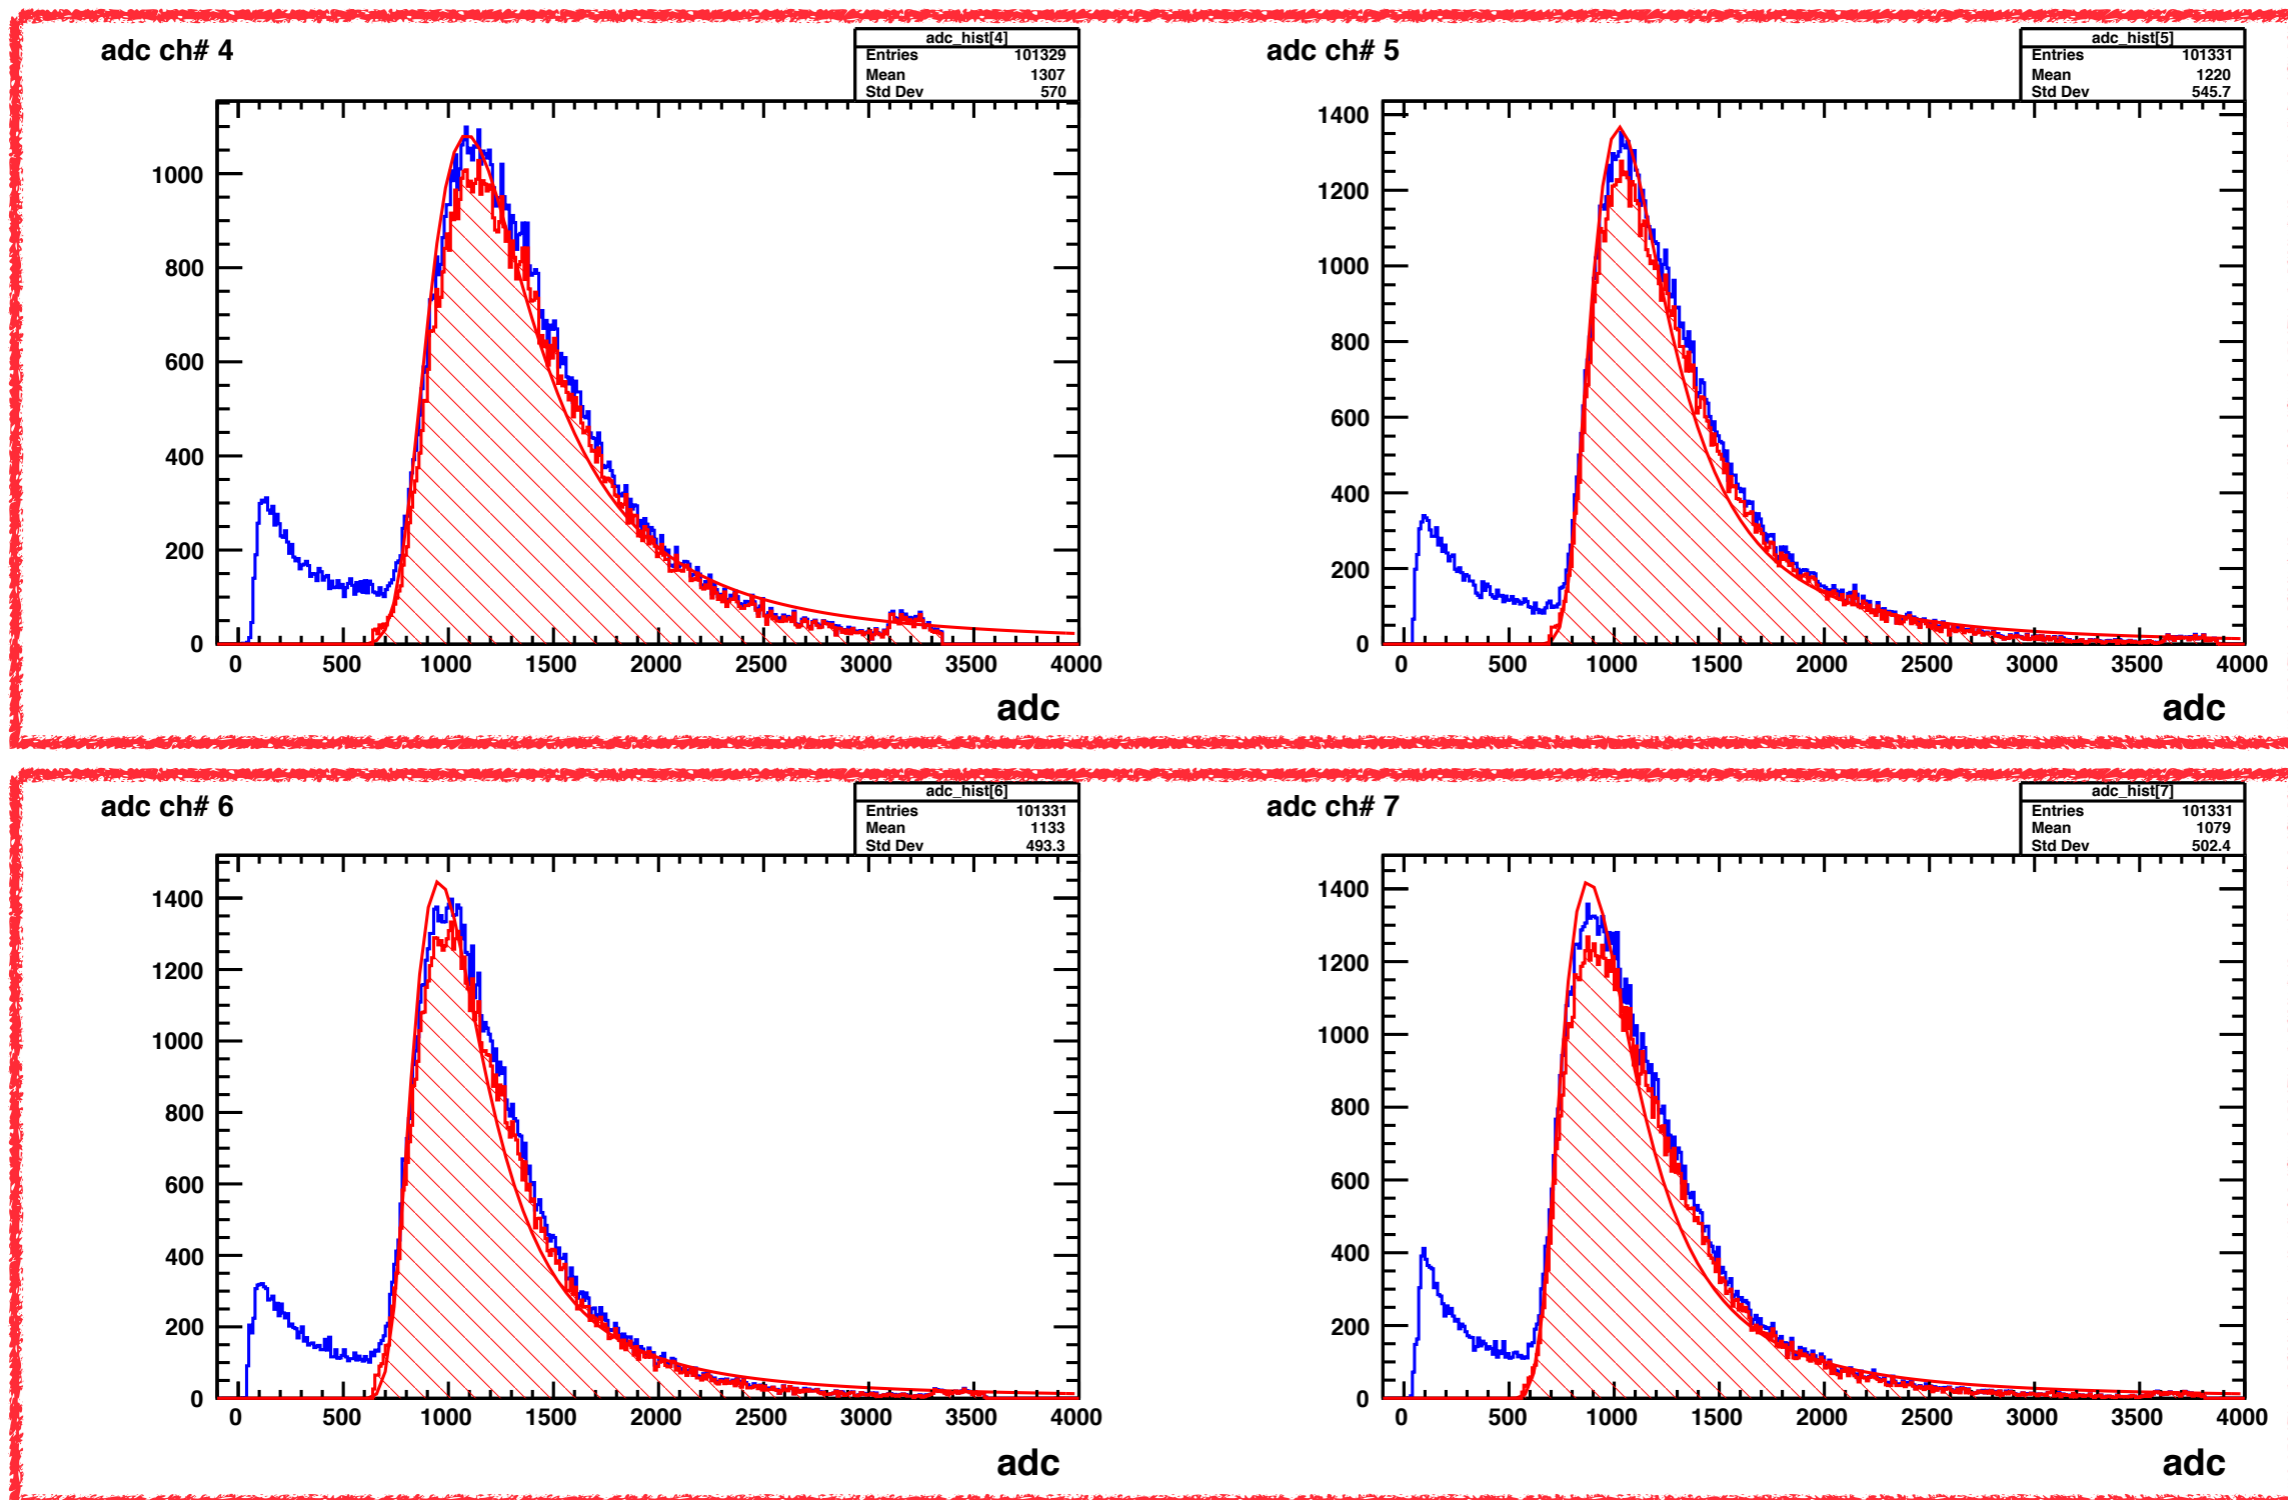 adc ch# 4
adc_hist[4]
Entries 101329
Mean 1307
Std Dev 570
1000
800
600
400
200
0
0 500 1000 1500 2000 2500 3000 3500 4000
adc
adc ch# 5
adc_hist[5]
Entries 101331
Mean 1220
Std Dev 545.7
1400
1200
1000
800
600
400
200
0
0 500 1000 1500 2000 2500 3000 3500 4000
adc
adc ch# 6
adc_hist[6]
Entries 101331
Mean 1133
Std Dev 493.3
1400
1200
1000
800
600
400
200
0
0 500 1000 1500 2000 2500 3000 3500 4000
adc
adc ch# 7
adc_hist[7]
Entries 101331
Mean 1079
Std Dev 502.4
1400
1200
1000
800
600
400
200
0
0 500 1000 1500 2000 2500 3000 3500 4000
adc